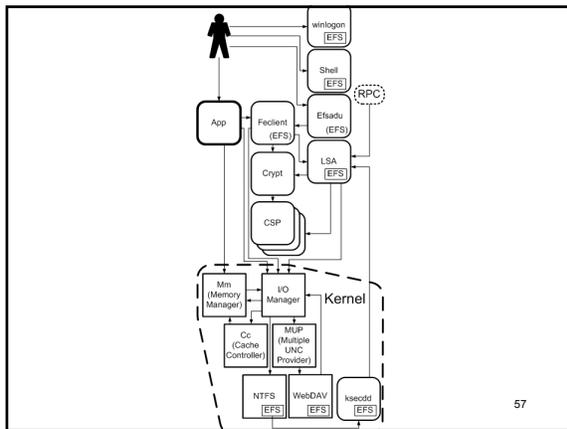 winlogon
EFS
Shell
EFS
RPC
App
Feclient
(EFS)
Efsadu
(EFS)
Crypt
LSA
EFS
CSP
Kernel
Mm
(Memory
Manager)
I/O
Manager
Cc
(Cache
Controller)
MUP
(Multiple
UNC
Provider)
NTFS
EFS
WebDAV
EFS
ksecdd
EFS
57